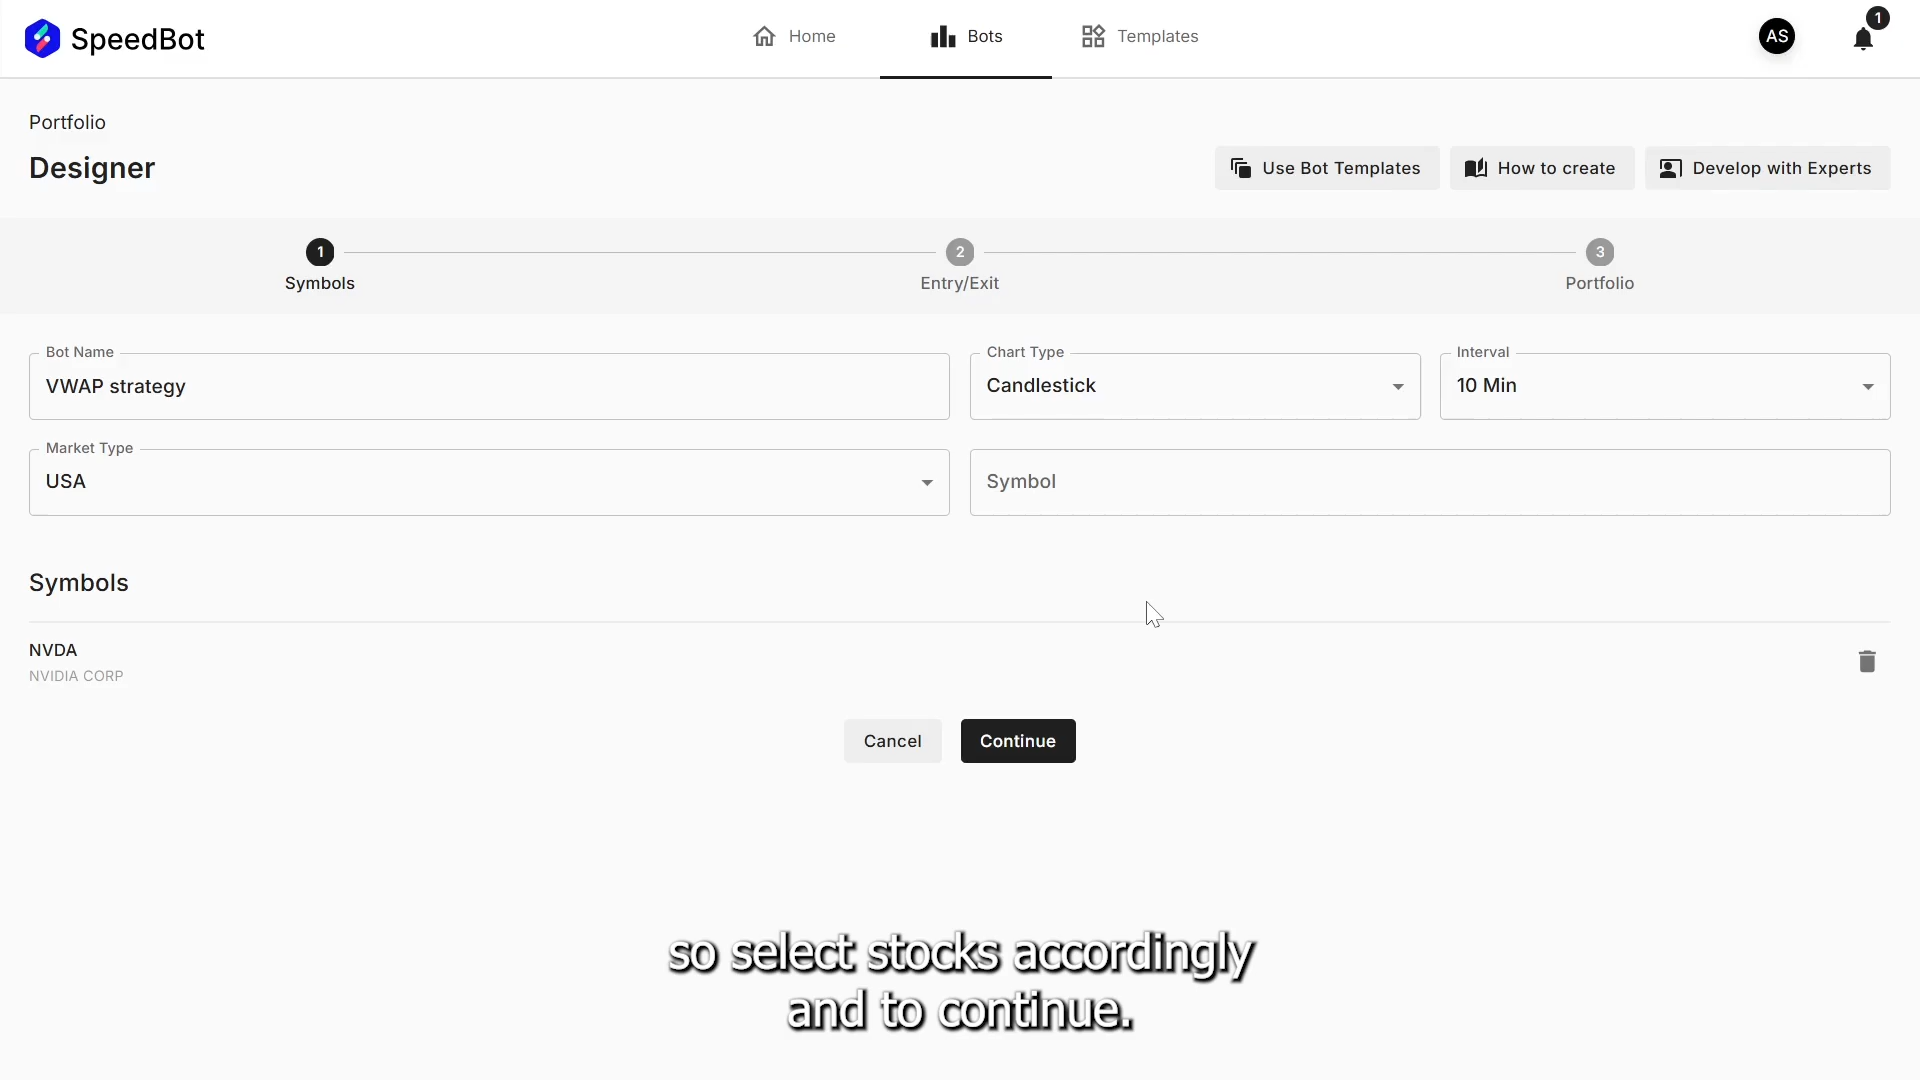 SpeedBot
Home
Bots
Templates
AS
1
Portfolio
Designer
Use Bot Templates
How to create
Develop with Experts
1
2
3
Symbols
Entry/Exit
Portfolio
Bot Name
VWAP strategy
Chart Type
Candlestick
Interval
10 Min
Market Type
USA
Symbol
Symbols
NVDA
NVIDIA CORP
Cancel
Continue
so select stocks accordingly
and to continue.